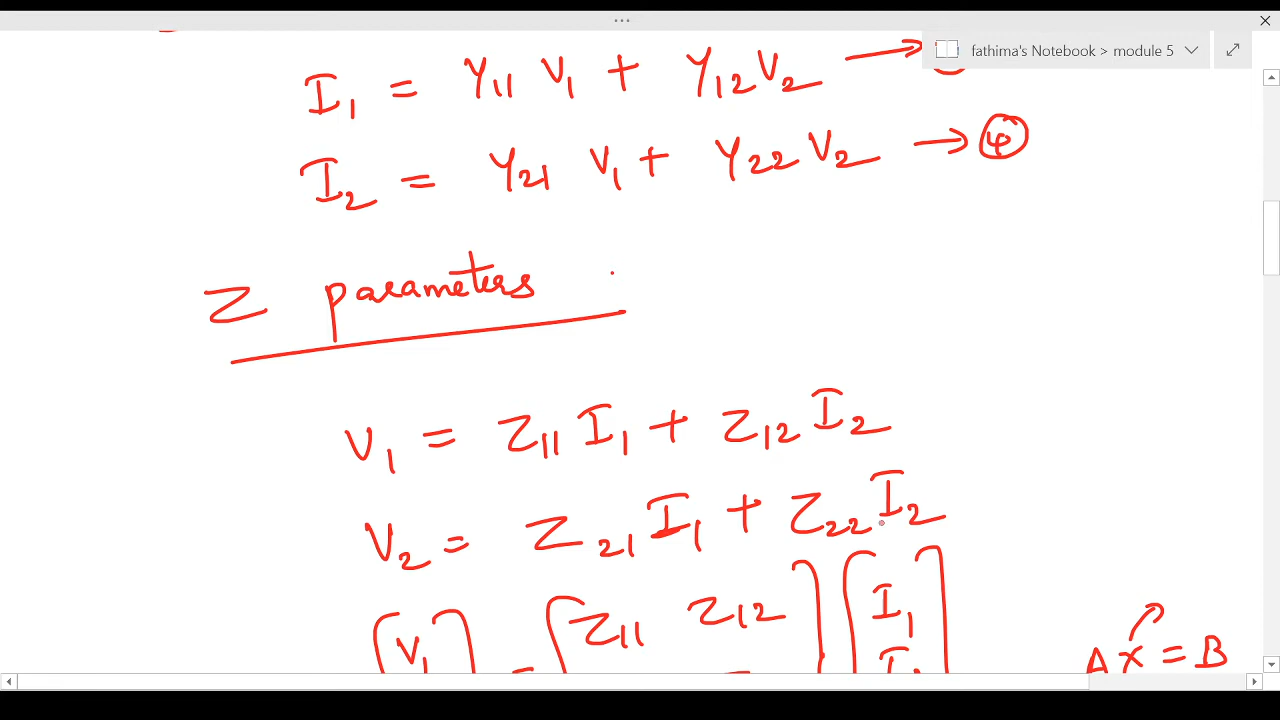 fathima's Notebook > module 5
I1 = Y11 V1 + Y12 V2 →
I2 = Y21 V1 + Y22 V2 → 4
Z parameters
V1 = Z11 I1 + Z12 I2
V2 = Z21 I1 + Z22 I2
[V1] = [Z11 Z12] [I1
Ax = B